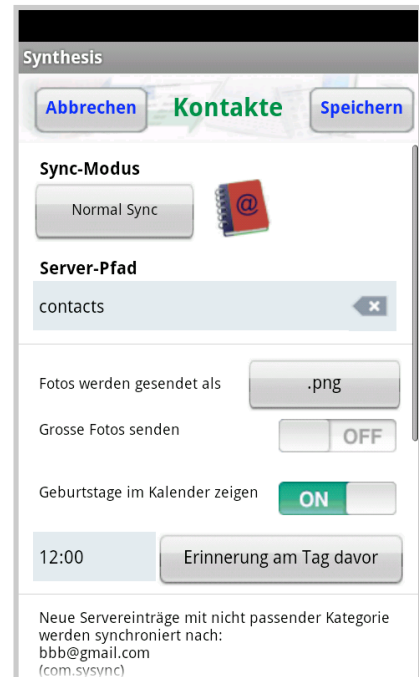 Synthesis
Abbrechen Kontakte Speichern
Sync-Modus
Normal Sync
@
Server-Pfad
contacts
Fotos werden gesendet als .png
Grosse Fotos senden OFF
Geburtstage im Kalender zeigen ON
12:00 Erinnerung am Tag davor
Neue Servereinträge mit nicht passender Kategorie
werden synchroniert nach:
bbb@gmail.com
(com.sysync)